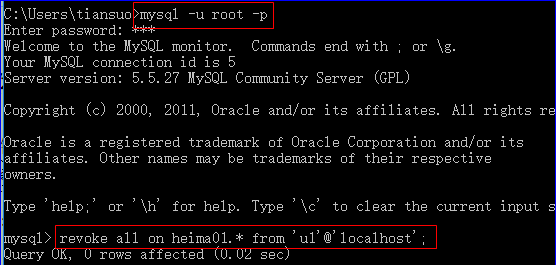 C:\Users\tiansuo>mysql -u root -p
Enter password: ***
Welcome to the MySQL monitor.  Commands end with ; or \g.
Your MySQL connection id is 5
Server version: 5.5.27 MySQL Community Server (GPL)
Copyright (c) 2000, 2011, Oracle and/or its affiliates. All rights re
Oracle is a registered trademark of Oracle Corporation and/or its
affiliates. Other names may be trademarks of their respective
owners.
Type 'help;' or '\h' for help. Type '\c' to clear the current input s
mysql> revoke all on heima01.* from 'ul'@'localhost';
Query OK, 0 rows affected (0.02 sec)